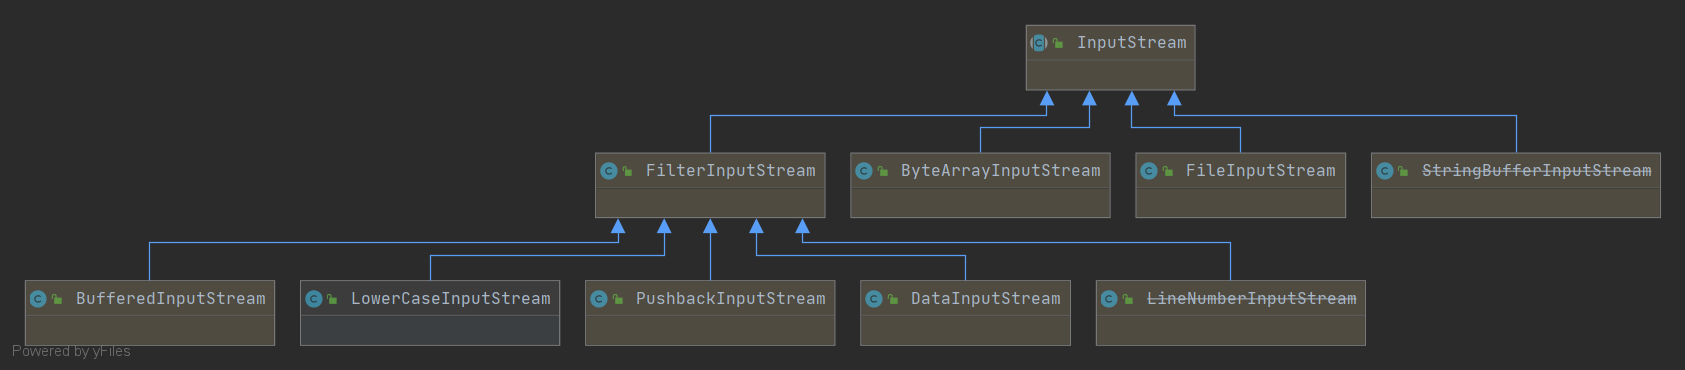 InputStream
FilterInputStream
ByteArrayInputStream
FileInputStream
StringBufferInputStream
BufferedInputStream
LowerCaseInputStream
PushbackInputStream
DataInputStream
LineNumberInputStream
Powered by yFiles